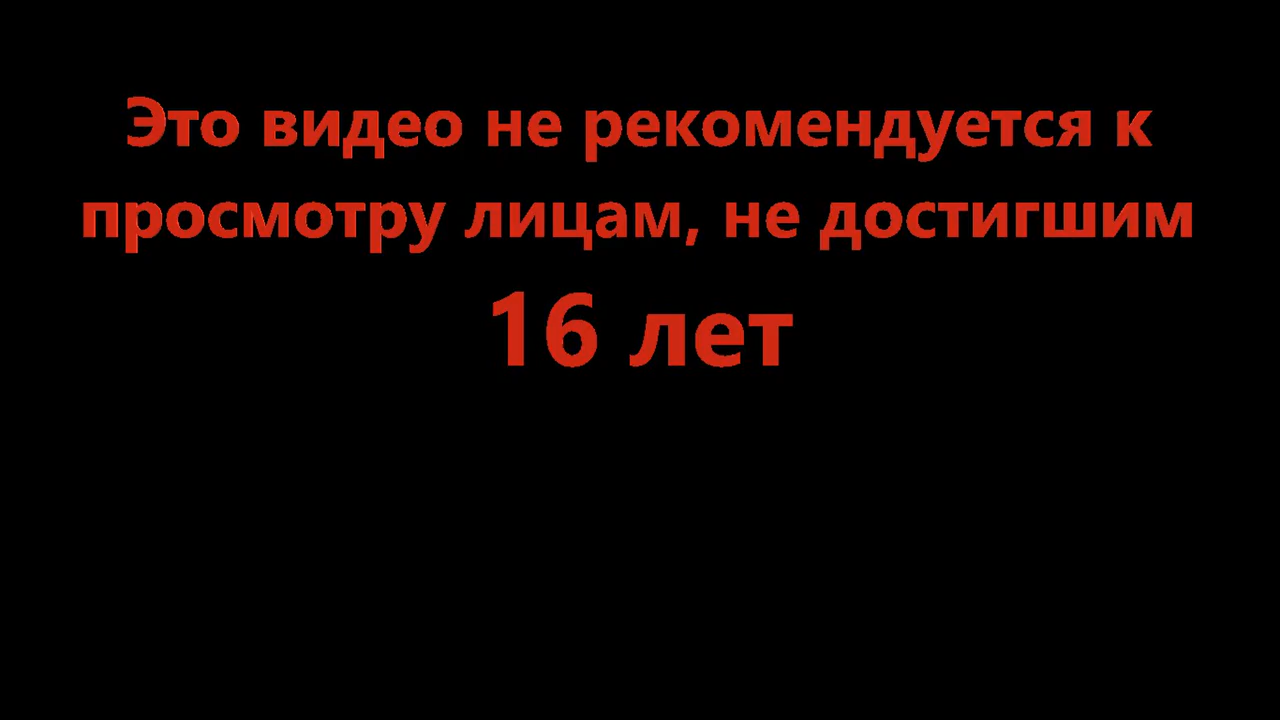 Это видео не рекомендуется к
просмотру лицам, не достигшим
16 лет